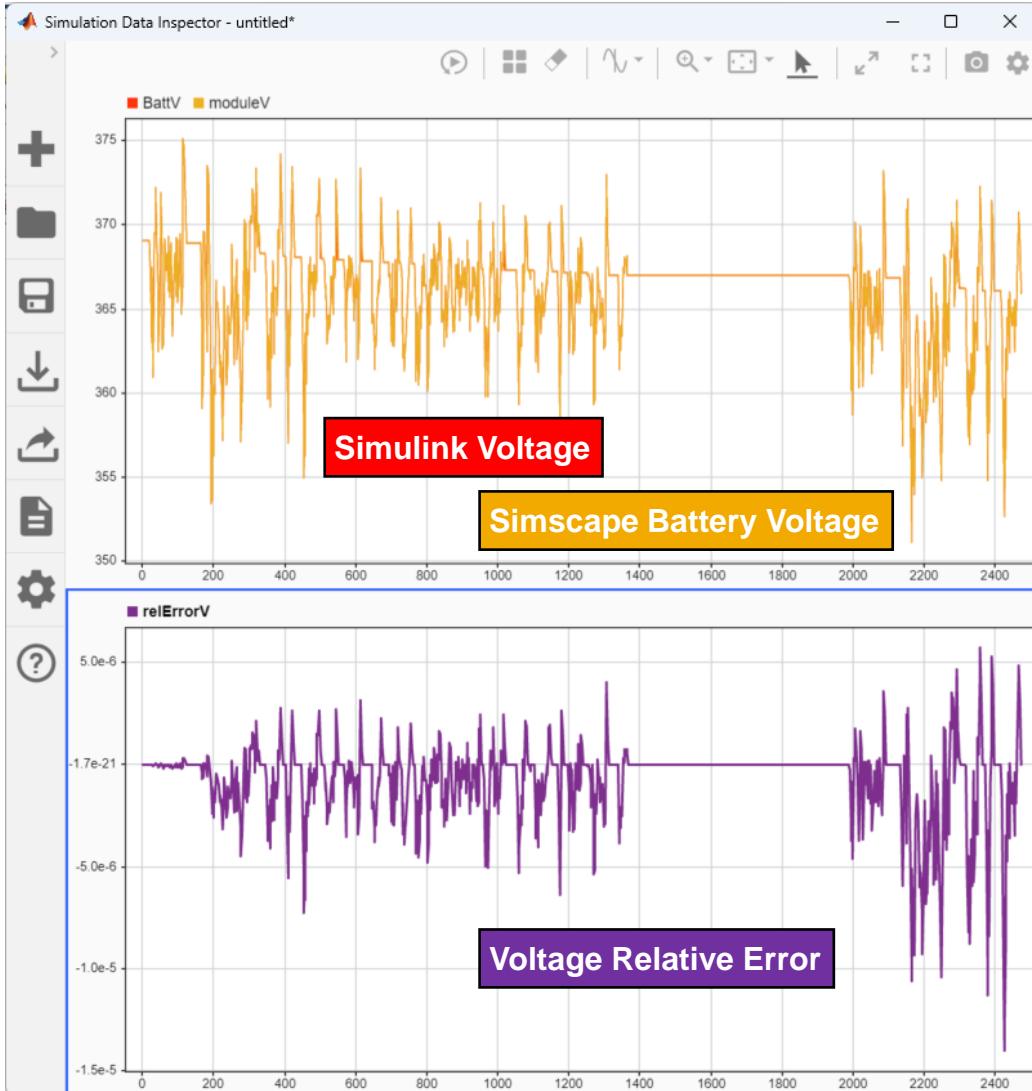 Simulation Data Inspector - untitled*
BattV moduleV
375
370
365
360
355
350
Simulink Voltage
Simscape Battery Voltage
0 200 400 600 800 1000 1200 1400 1600 1800 2000 2200 2400
relErrorV
5.0e-6
-1.7e-21
-5.0e-6
-1.0e-5
-1.5e-5
Voltage Relative Error
0 200 400 600 800 1000 1200 1400 1600 1800 2000 2200 2400